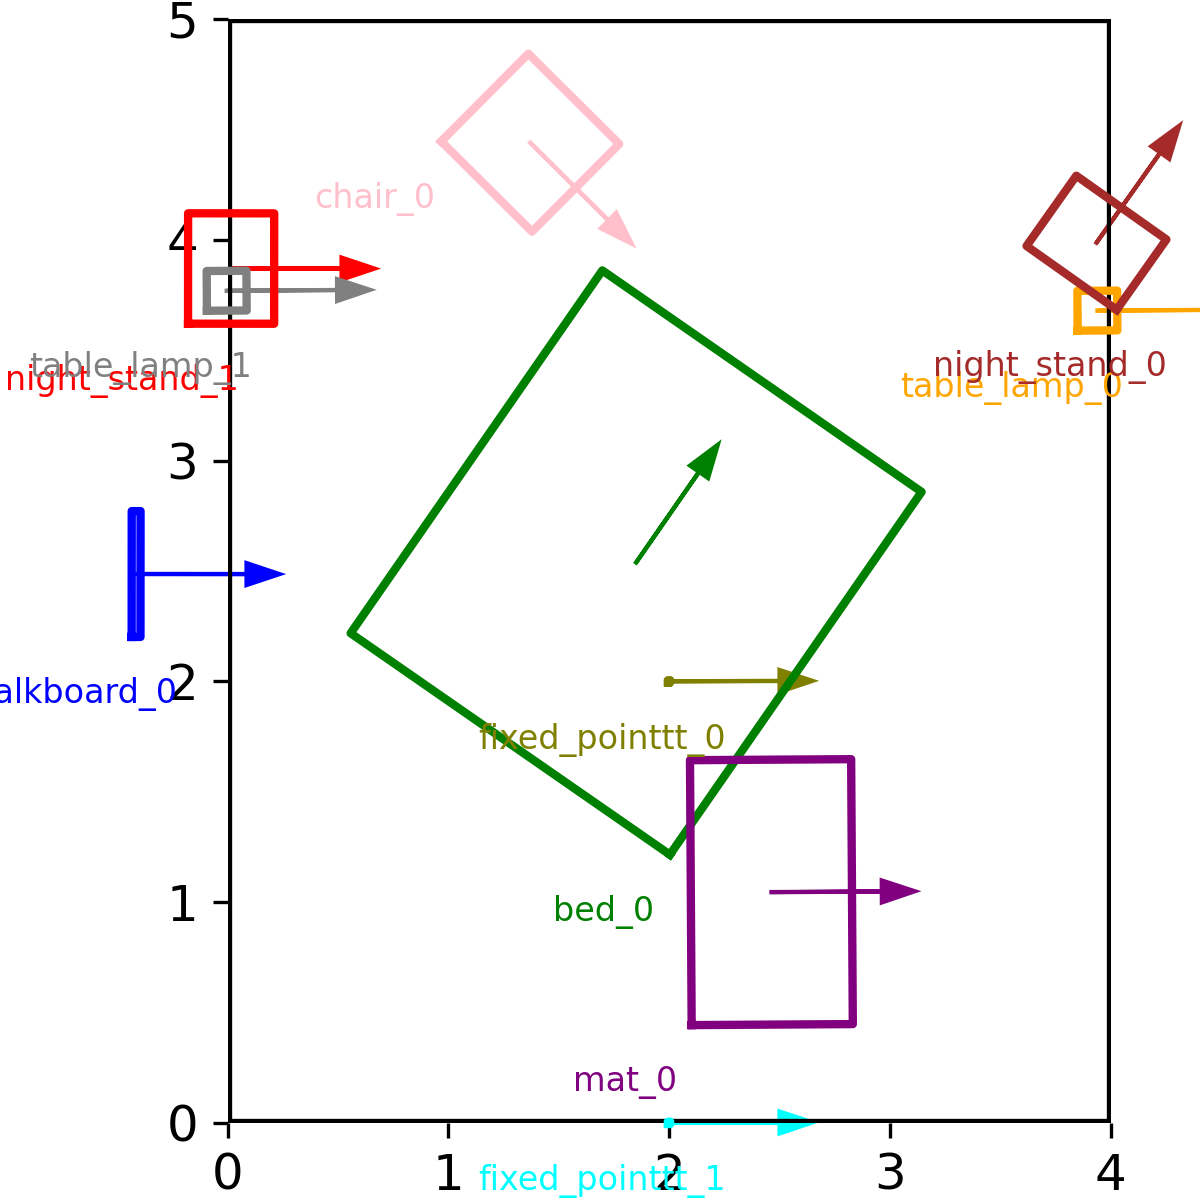 5
chair_0
4
table_lamp_1
night_stand_1
night_stand_0
table_lamp_0
3
alkboard_0
2
fixed_pointtt_0
1
bed_0
mat_0
0
0 1 2 3 4
fixed_pointtt_1